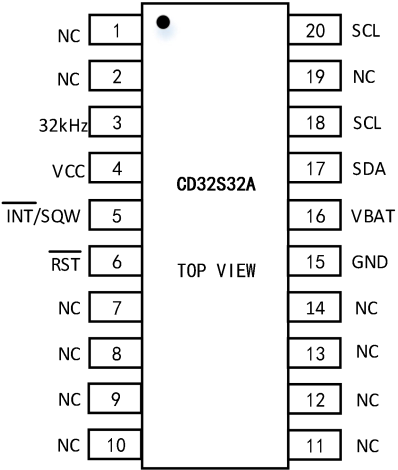 NC 1 20 SCL
NC 2 19 NC
32kHz 3 18 SCL
VCC 4 17 SDA
CD32S32A
INT/SQW 5 16 VBAT
RST 6 15 GND
TOP VIEW
NC 7 14 NC
NC 8 13 NC
NC 9 12 NC
NC 10 11 NC